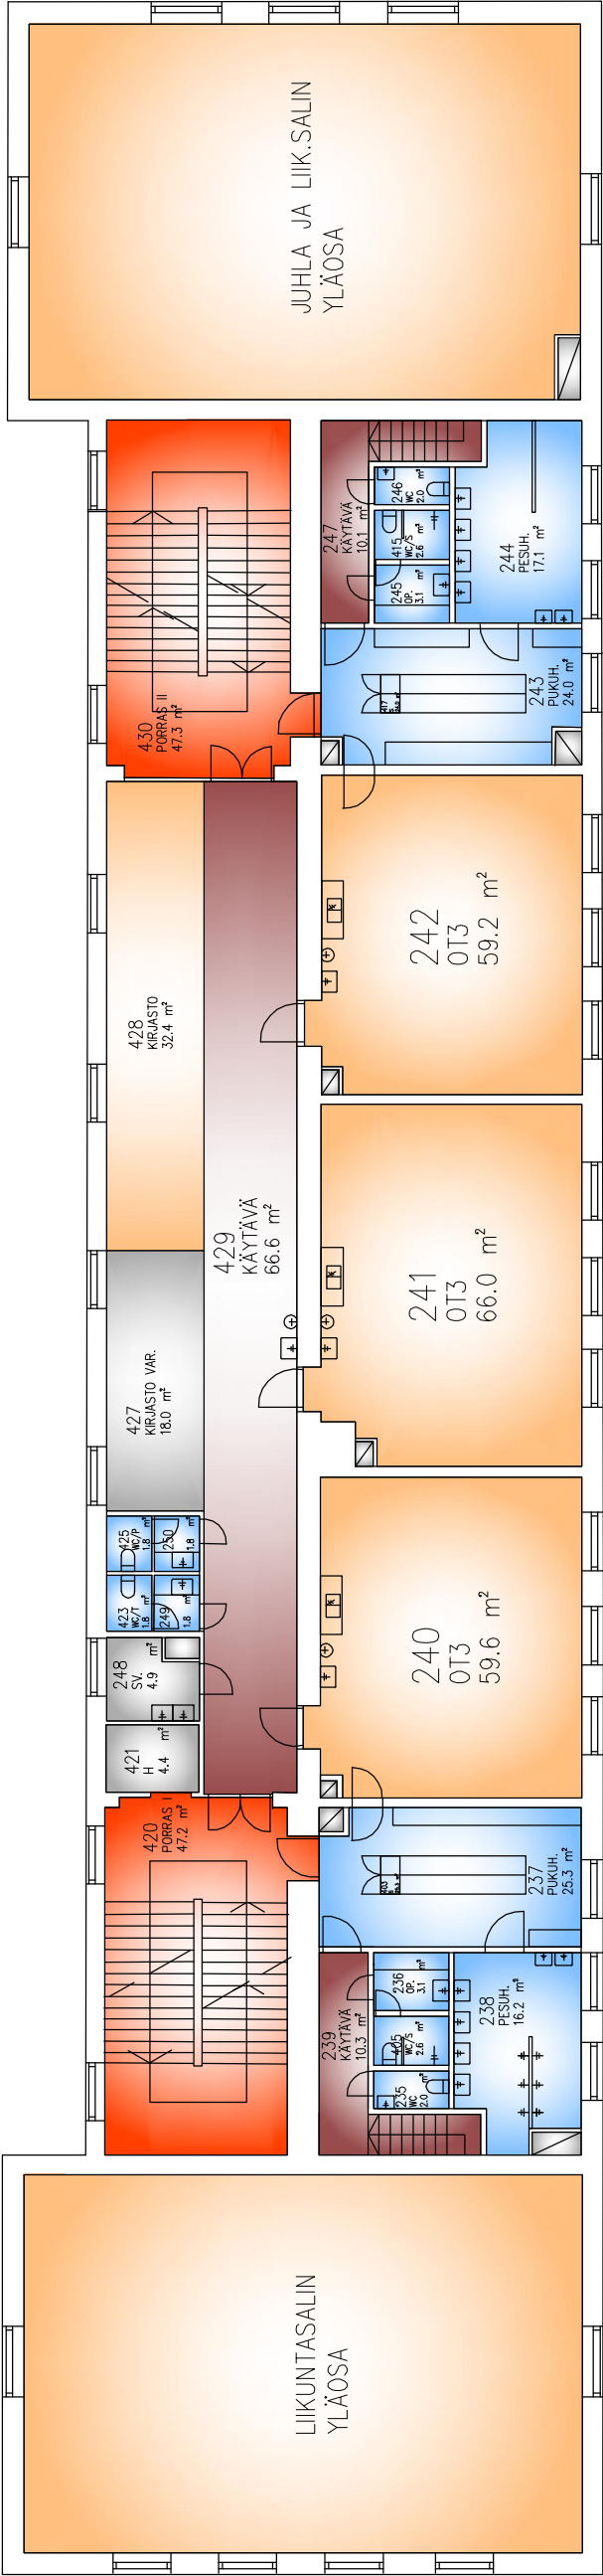 JUHLA JA LIIK.SALIN
YLÄOSA
247
KÄYTÄVÄ
10.1 m²
246
WC
2.0 m²
415
WC/S
2.6 m²
245
OP.
3.1 m²
244
PESUH.
17.1 m²
430
PORRAS II
47.3 m²
243
PUKUH.
24.0 m²
417
242
OT3
59.2 m²
428
KIRJASTO
32.4 m²
429
KÄYTÄVÄ
66.6 m²
241
OT3
66.0 m²
427
KIRJASTO VAR.
18.0 m²
425
WC/P
1.8 m²
250
1.8 m²
423
WC/T
1.8 m²
249
1.8 m²
248
SV.
4.9 m²
421
H
4.4 m²
240
OT3
59.6 m²
420
PORRAS I
47.2 m²
237
PUKUH.
25.3 m²
403
239
KÄYTÄVÄ
10.3 m²
236
OP.
3.1 m²
405
WC/S
2.6 m²
235
WC
2.0 m²
238
PESUH.
16.2 m²
LIIKUNTASALIN
YLÄOSA